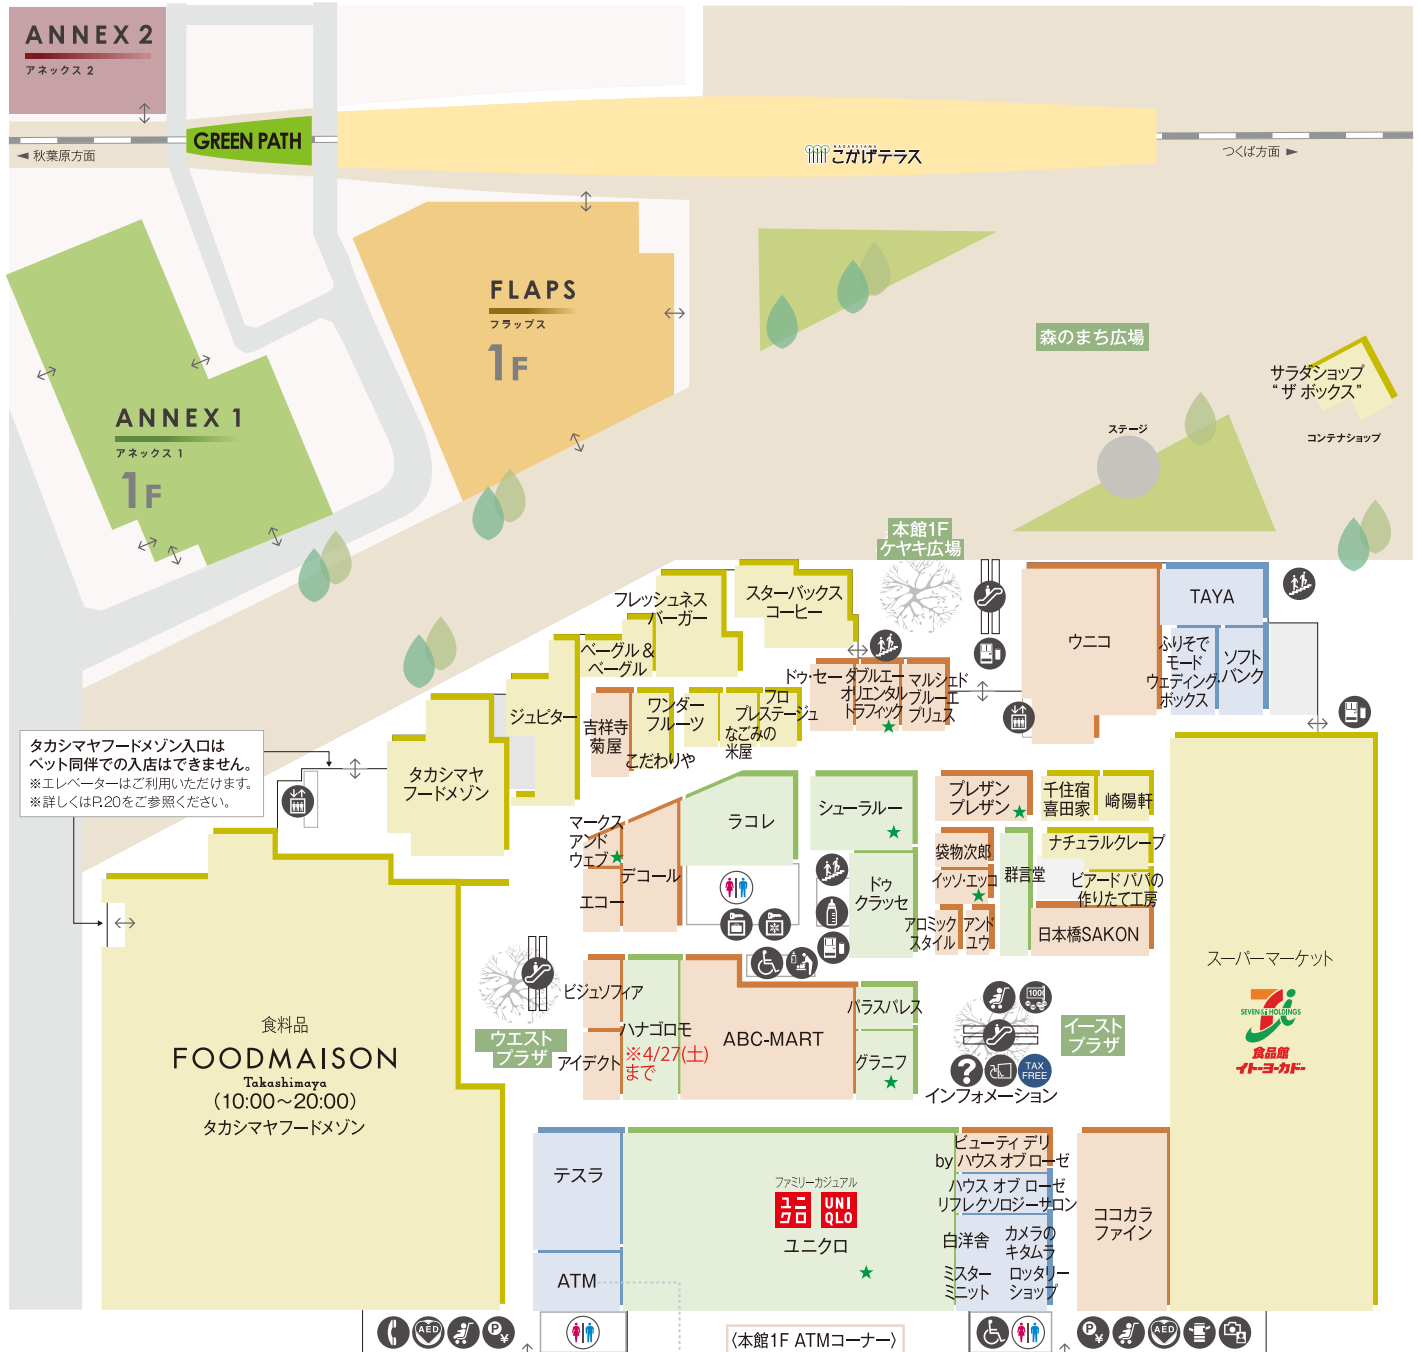 ANNEX 2
アネックス 2
GREEN PATH
NAGAREYAMA
こかげテラス
◄ 秋葉原方面
つくば方面 ►
FLAPS
フラップス
1F
森のまち広場
サラダショップ
“ザ ボックス”
コンテナショップ
ステージ
ANNEX 1
アネックス 1
1F
本館1F
ケヤキ広場
スターバックス
コーヒー
フレッシュネス
バーガー
ベーグル &
ベーグル
ジュピター
TAYA
ウニコ
ふりそで
モード
ウェディング・
ボックス
ソフト
バンク
ドゥ・セー
ダブルエー
オリエンタル
トラフィック
★
マルシェド
ブルーエ
プリュス
吉祥寺
菊屋
ワンダー
フルーツ
こだわりや
フロ
プレステージュ
なごみの
米屋
タカシマヤフードメゾン入口は
ペット同伴での入店はできません。
※エレベーターはご利用いただけます。
※詳しくはP.20をご参照ください。
タカシマヤ
フードメゾン
マークス
アンド
ウェブ★
エコー
デコール
ラコレ
シューラルー
★
プレザン
プレザン
★
千住宿
喜田家
崎陽軒
袋物次郎
群言堂
ナチュラルクレープ
ドゥ
クラッセ
イッツ・エッコ
★
ビアード パパの
作りたて工房
アロミック
スタイル
アンド
ユウ
日本橋SAKON
スーパーマーケット
SEVEN&i HOLDINGS
食品館
イトーヨーカドー
食料品
FOODMAISON
Takashimaya
(10:00～20:00)
タカシマヤフードメゾン
ウエスト
プラザ
ビジュソフィア
アイデクト
ハナゴロモ
※4/27(土)
まで
ABC-MART
パラスパレス
グラニフ
★
100
イースト
プラザ
?
TAX
FREE
インフォメーション
テスラ
ATM
ファミリーカジュアル
ユニクロ
UNIQLO
ユニクロ
★
ビューティ デリ
by ハウス オブ ローゼ
ハウス オブ ローゼ
リフレクソロジーサロン
白洋舎
カメラの
キタムラ
ミスター
ミニット
ロッタリー
ショップ
ココカラ
ファイン
AED
P¥
〈本館1F ATMコーナー〉
P¥
AED